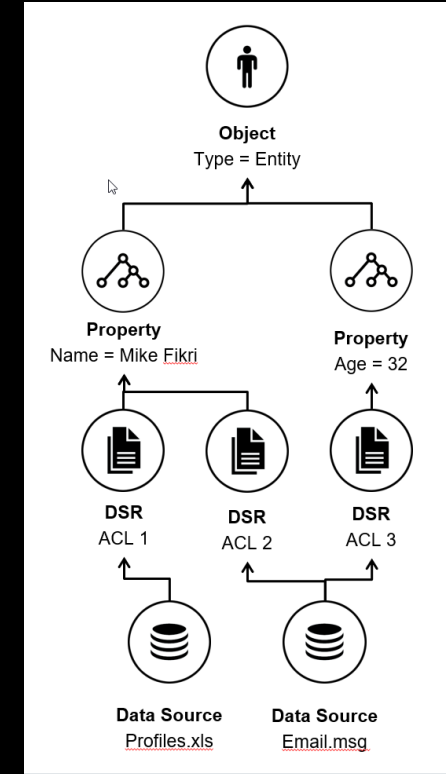 Object
Type = Entity
Property
Name = Mike Fikri
Property
Age = 32
DSR
ACL 1
DSR
ACL 2
DSR
ACL 3
Data Source
Profiles.xls
Data Source
Email.msg